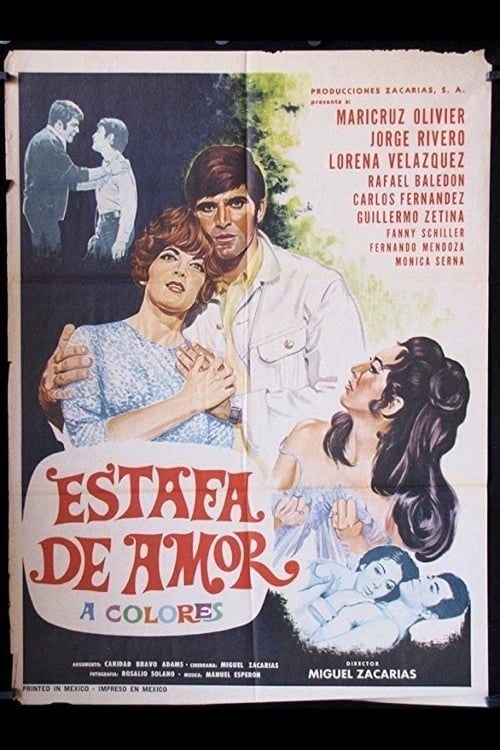 PRODUCCIONES ZACARIAS, S. A.
presenta a:
MARICRUZ OLIVIER
JORGE RIVERO
LORENA VELAZQUEZ
RAFAEL BALEDON
CARLOS FERNANDEZ
GUILLERMO ZETINA
FANNY SCHILLER
FERNANDO MENDOZA
MONICA SERNA
ESTAFA
DE AMOR
A COLORES
ARGUMENTO: CARIDAD BRAVO ADAMS - CINEDRAMA: MIGUEL ZACARIAS
FOTOGRAFIA: ROSALIO SOLANO - MUSICA: MANUEL ESPERON
DIRECTOR
MIGUEL ZACARIAS
PRINTED IN MEXICO - IMPRESO EN MEXICO